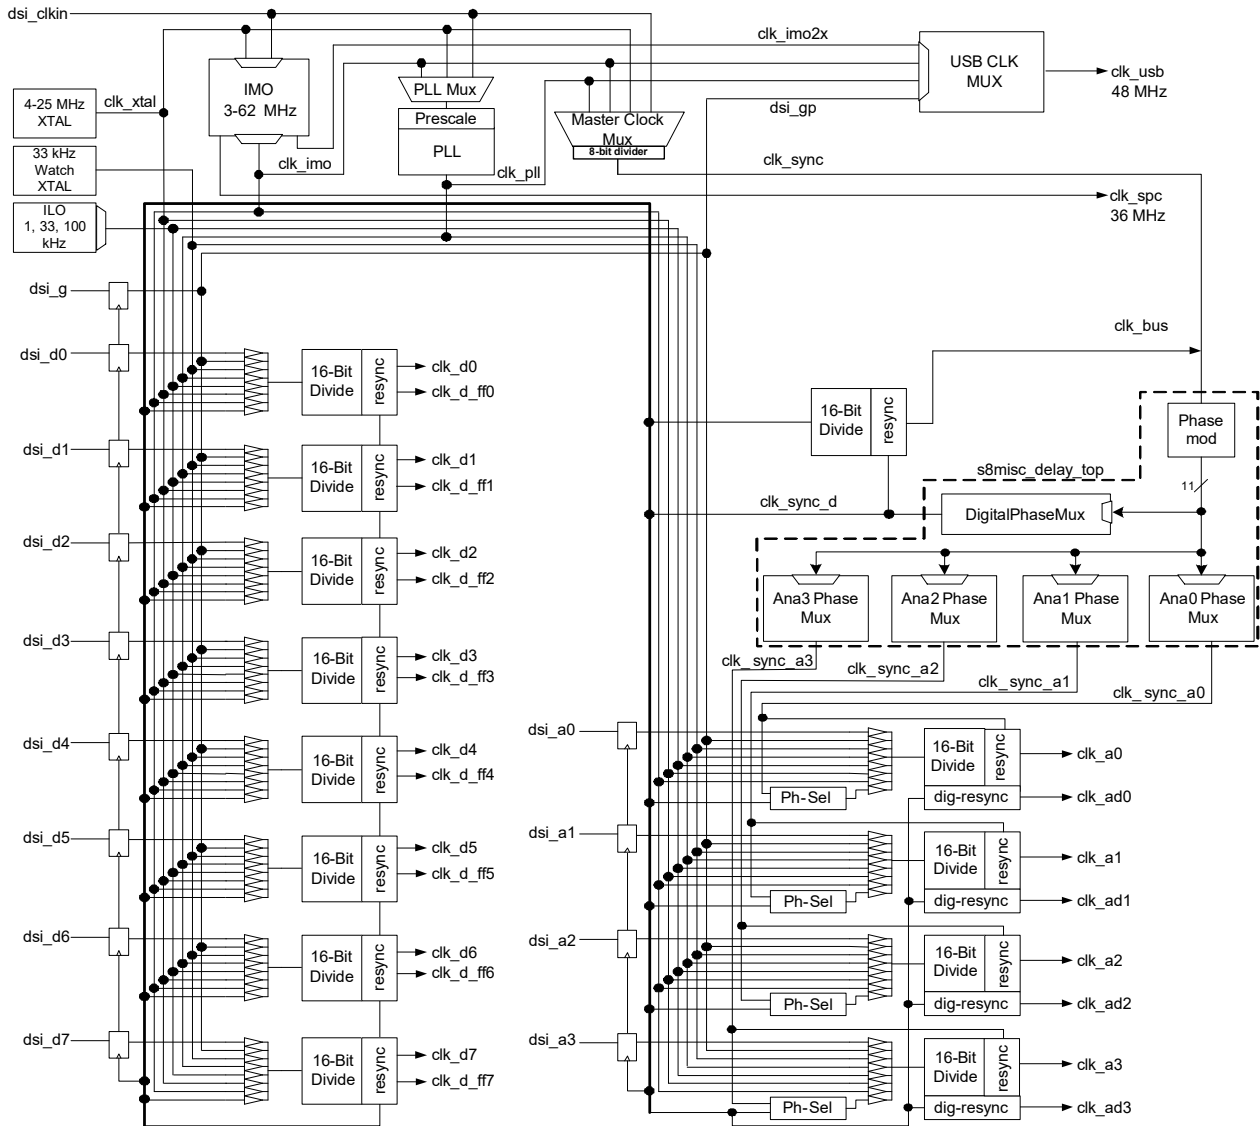 dsi_clkin
clk_imo2x
IMO
3-62 MHz
PLL Mux
USB CLK
MUX
clk_usb
48 MHz
4-25 MHz
XTAL
clk_xtal
Prescale
PLL
Master Clock
Mux
8-bit divider
dsi_gp
33 kHz
Watch
XTAL
clk_imo
clk_pll
clk_sync
clk_spc
36 MHz
ILO
1, 33, 100
kHz
dsi_g
clk_bus
dsi_d0
16-Bit
Divide
resync
clk_d0
clk_d_ff0
16-Bit
Divide
resync
Phase
mod
dsi_d1
16-Bit
Divide
resync
clk_d1
clk_d_ff1
s8misc_delay_top
11
clk_sync_d
DigitalPhaseMux
dsi_d2
16-Bit
Divide
resync
clk_d2
clk_d_ff2
Ana3 Phase
Mux
Ana2 Phase
Mux
Ana1 Phase
Mux
Ana0 Phase
Mux
dsi_d3
16-Bit
Divide
resync
clk_d3
clk_d_ff3
clk_sync_a3
clk_sync_a2
clk_sync_a1
clk_sync_a0
dsi_d4
16-Bit
Divide
resync
clk_d4
clk_d_ff4
dsi_a0
16-Bit
Divide
resync
clk_a0
Ph-Sel
dig-resync
clk_ad0
dsi_d5
16-Bit
Divide
resync
clk_d5
clk_d_ff5
dsi_a1
16-Bit
Divide
resync
clk_a1
Ph-Sel
dig-resync
clk_ad1
dsi_d6
16-Bit
Divide
resync
clk_d6
clk_d_ff6
dsi_a2
16-Bit
Divide
resync
clk_a2
Ph-Sel
dig-resync
clk_ad2
dsi_d7
16-Bit
Divide
resync
clk_d7
clk_d_ff7
dsi_a3
16-Bit
Divide
resync
clk_a3
Ph-Sel
dig-resync
clk_ad3